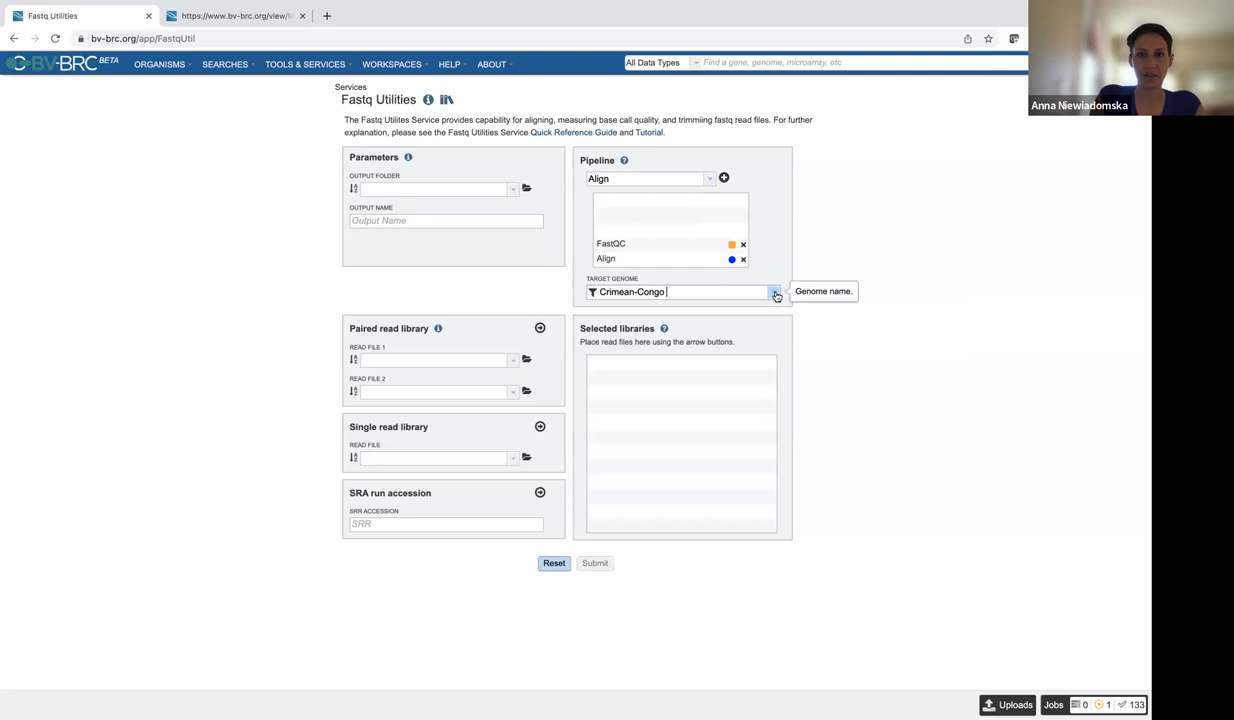 Fastq Utilities
https://www.bv-brc.org/view/M
bv-brc.org/app/FastqUtil
BV-BRC BETA
ORGANISMS
SEARCHES
TOOLS & SERVICES
WORKSPACES
HELP
ABOUT
All Data Types
Find a gene, genome, microarray, etc
Anna Niewiadomska
Services
Fastq Utilities
The Fastq Utilites Service provides capability for aligning, measuring base call quality, and trimmiing fastq read files. For further
explanation, please see the Fastq Utilities Service Quick Reference Guide and Tutorial.
Parameters
OUTPUT FOLDER
OUTPUT NAME
Output Name
Pipeline
Align
FastQC
Align
TARGET GENOME
Crimean-Congo
Genome name.
Paired read library
READ FILE 1
READ FILE 2
Single read library
READ FILE
SRA run accession
SRR ACCESSION
SRR
Selected libraries
Place read files here using the arrow buttons.
Reset
Submit
Uploads
Jobs 0 1 133